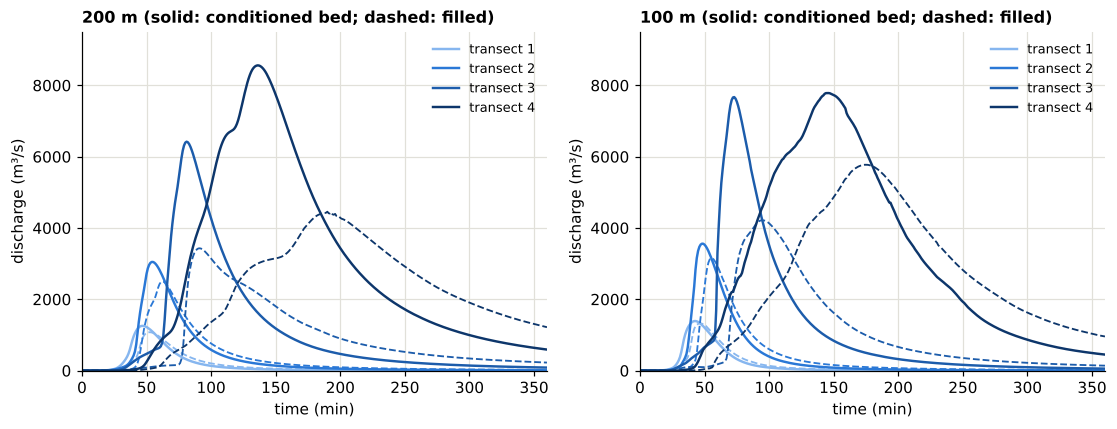 200 m (solid: conditioned bed; dashed: filled)
discharge (m³/s)
8000
6000
4000
2000
0
0 50 100 150 200 250 300 350
time (min)
transect 1
transect 2
transect 3
transect 4
100 m (solid: conditioned bed; dashed: filled)
discharge (m³/s)
8000
6000
4000
2000
0
0 50 100 150 200 250 300 350
time (min)
transect 1
transect 2
transect 3
transect 4